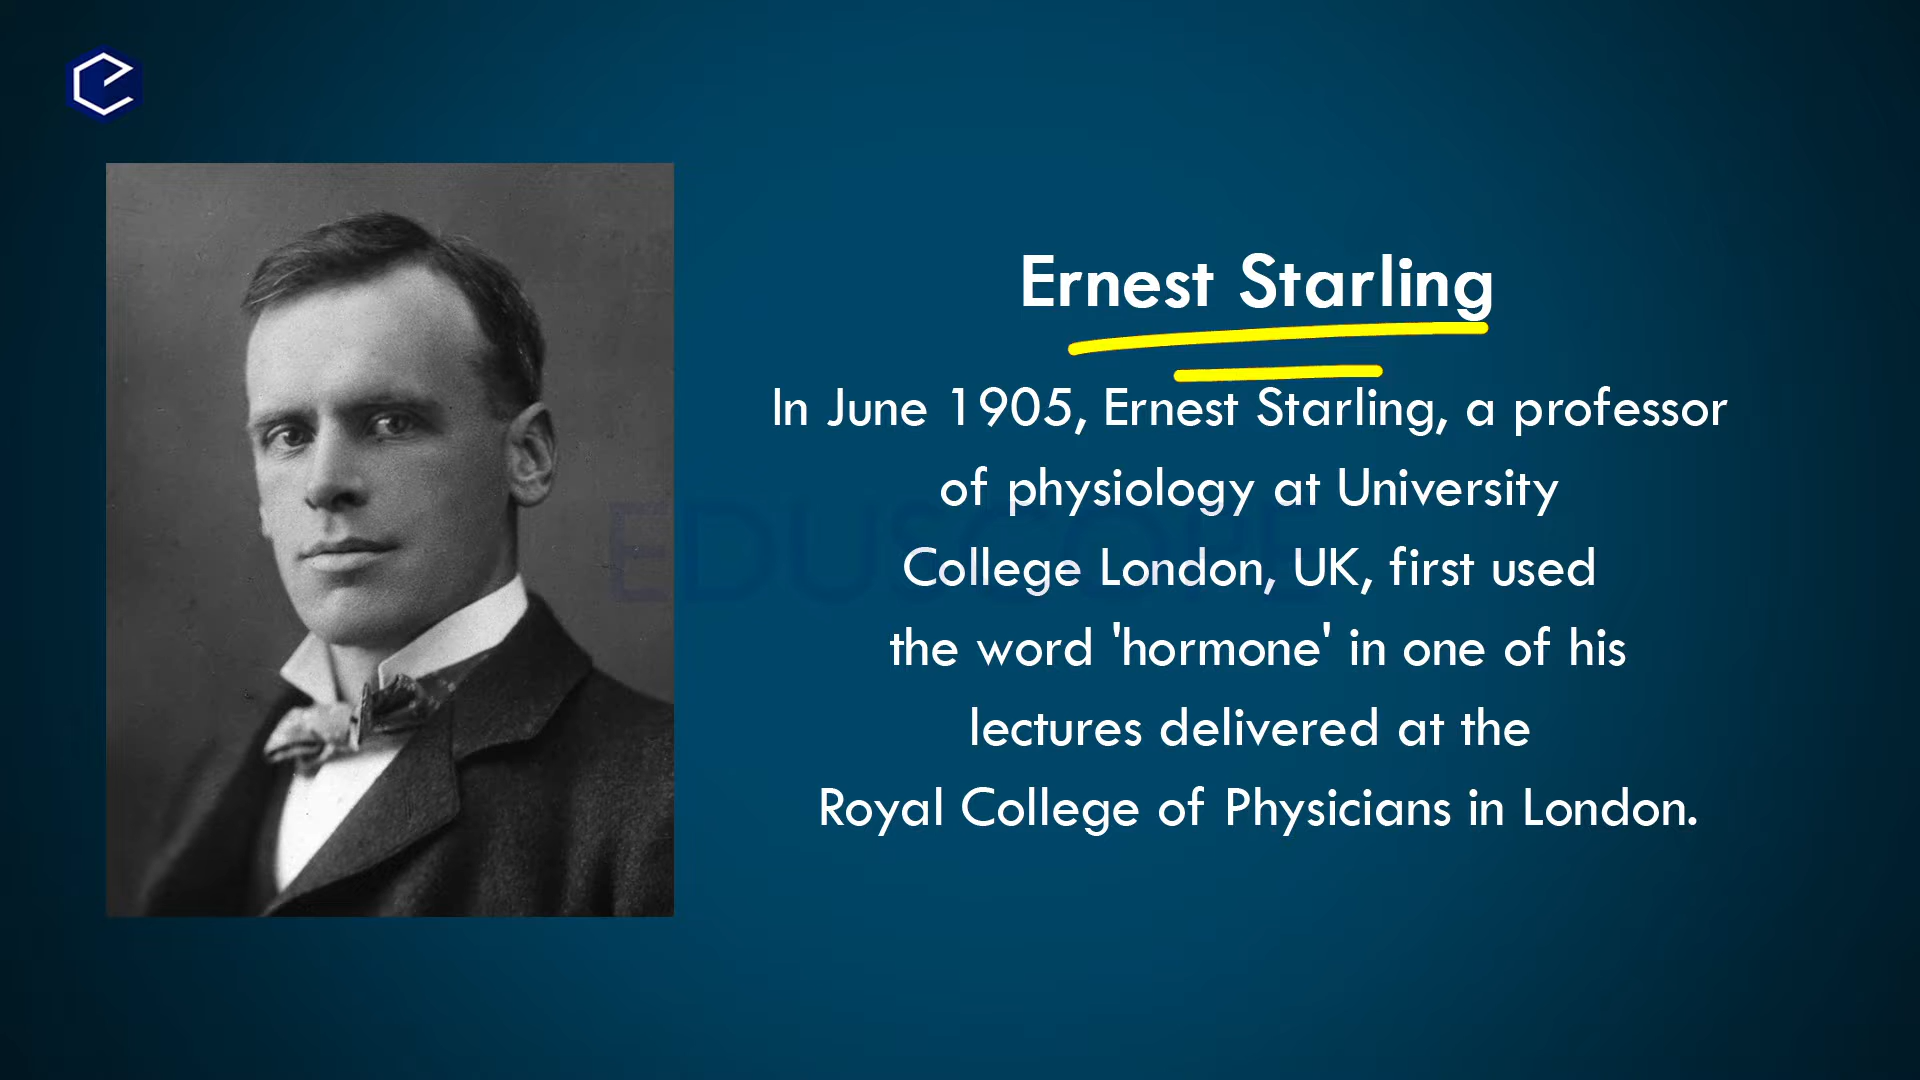 Ernest Starling
In June 1905, Ernest Starling, a professor
of physiology at University
College London, UK, first used
the word 'hormone' in one of his
lectures delivered at the
Royal College of Physicians in London.
EDUSCOPE